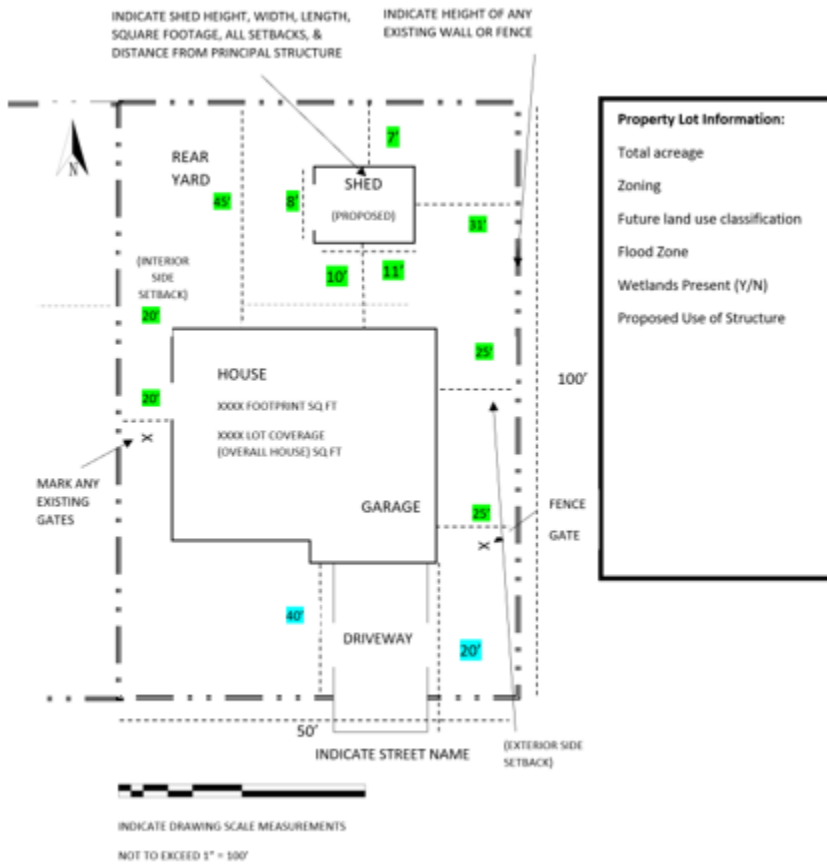 INDICATE SHED HEIGHT, WIDTH, LENGTH,
SQUARE FOOTAGE, ALL SETBACKS, &
DISTANCE FROM PRINCIPAL STRUCTURE
INDICATE HEIGHT OF ANY
EXISTING WALL OR FENCE
N
REAR
YARD
45'
7'
SHED
(PROPOSED)
8'
31'
10'
11'
(INTERIOR
SIDE
SETBACK)
20'
20'
X
MARK ANY
EXISTING
GATES
HOUSE
XXXX FOOTPRINT SQ FT
XXXX LOT COVERAGE
(OVERALL HOUSE) SQ FT
GARAGE
25'
100'
25'
X
FENCE
GATE
40'
DRIVEWAY
20'
50'
INDICATE STREET NAME
(EXTERIOR SIDE
SETBACK)
INDICATE DRAWING SCALE MEASUREMENTS
NOT TO EXCEED 1" = 100'
Property Lot Information:
Total acreage
Zoning
Future land use classification
Flood Zone
Wetlands Present (Y/N)
Proposed Use of Structure